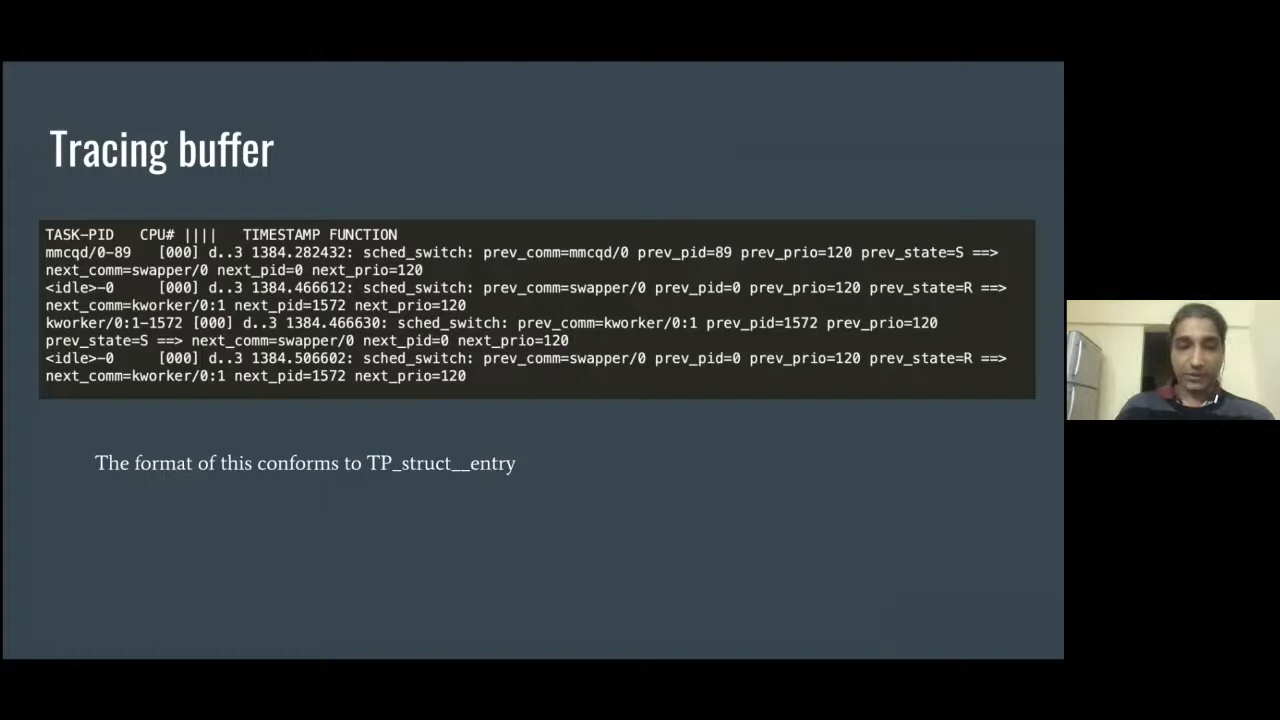 Tracing buffer
TASK-PID   CPU# ||||   TIMESTAMP FUNCTION
mmcqd/0-89   [000] d..3 1384.282432: sched_switch: prev_comm=mmcqd/0 prev_pid=89 prev_prio=120 prev_state=S ==>
next_comm=swapper/0 next_pid=0 next_prio=120
<idle>-0     [000] d..3 1384.466612: sched_switch: prev_comm=swapper/0 prev_pid=0 prev_prio=120 prev_state=R ==>
next_comm=kworker/0:1 next_pid=1572 next_prio=120
kworker/0:1-1572 [000] d..3 1384.466630: sched_switch: prev_comm=kworker/0:1 prev_pid=1572 prev_prio=120
prev_state=S ==> next_comm=swapper/0 next_pid=0 next_prio=120
<idle>-0     [000] d..3 1384.506602: sched_switch: prev_comm=swapper/0 prev_pid=0 prev_prio=120 prev_state=R ==>
next_comm=kworker/0:1 next_pid=1572 next_prio=120
The format of this conforms to TP_struct__entry